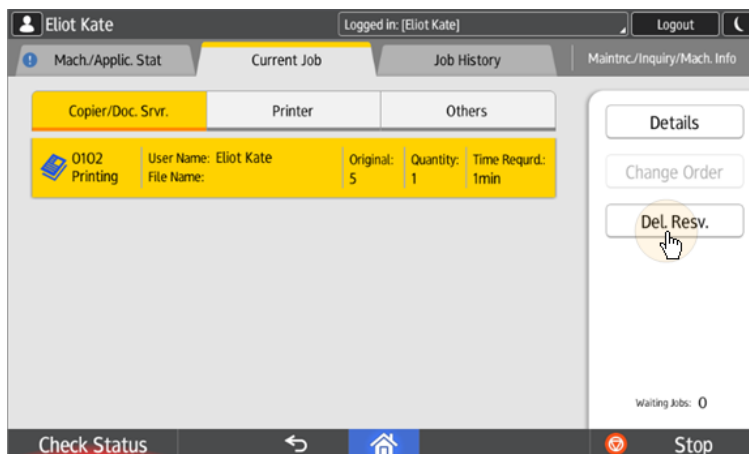 Eliot Kate
Logged in: [Eliot Kate]
Logout
Mach./Applic. Stat
Current Job
Job History
Maintnc./Inquiry/Mach. Info
Copier/Doc. Srvr.
Printer
Others
0102
Printing
User Name: Eliot Kate
File Name:
Original:
5
Quantity:
1
Time Requrd.:
1min
Details
Change Order
Del. Resv.
Waiting Jobs: 0
Check Status
Stop